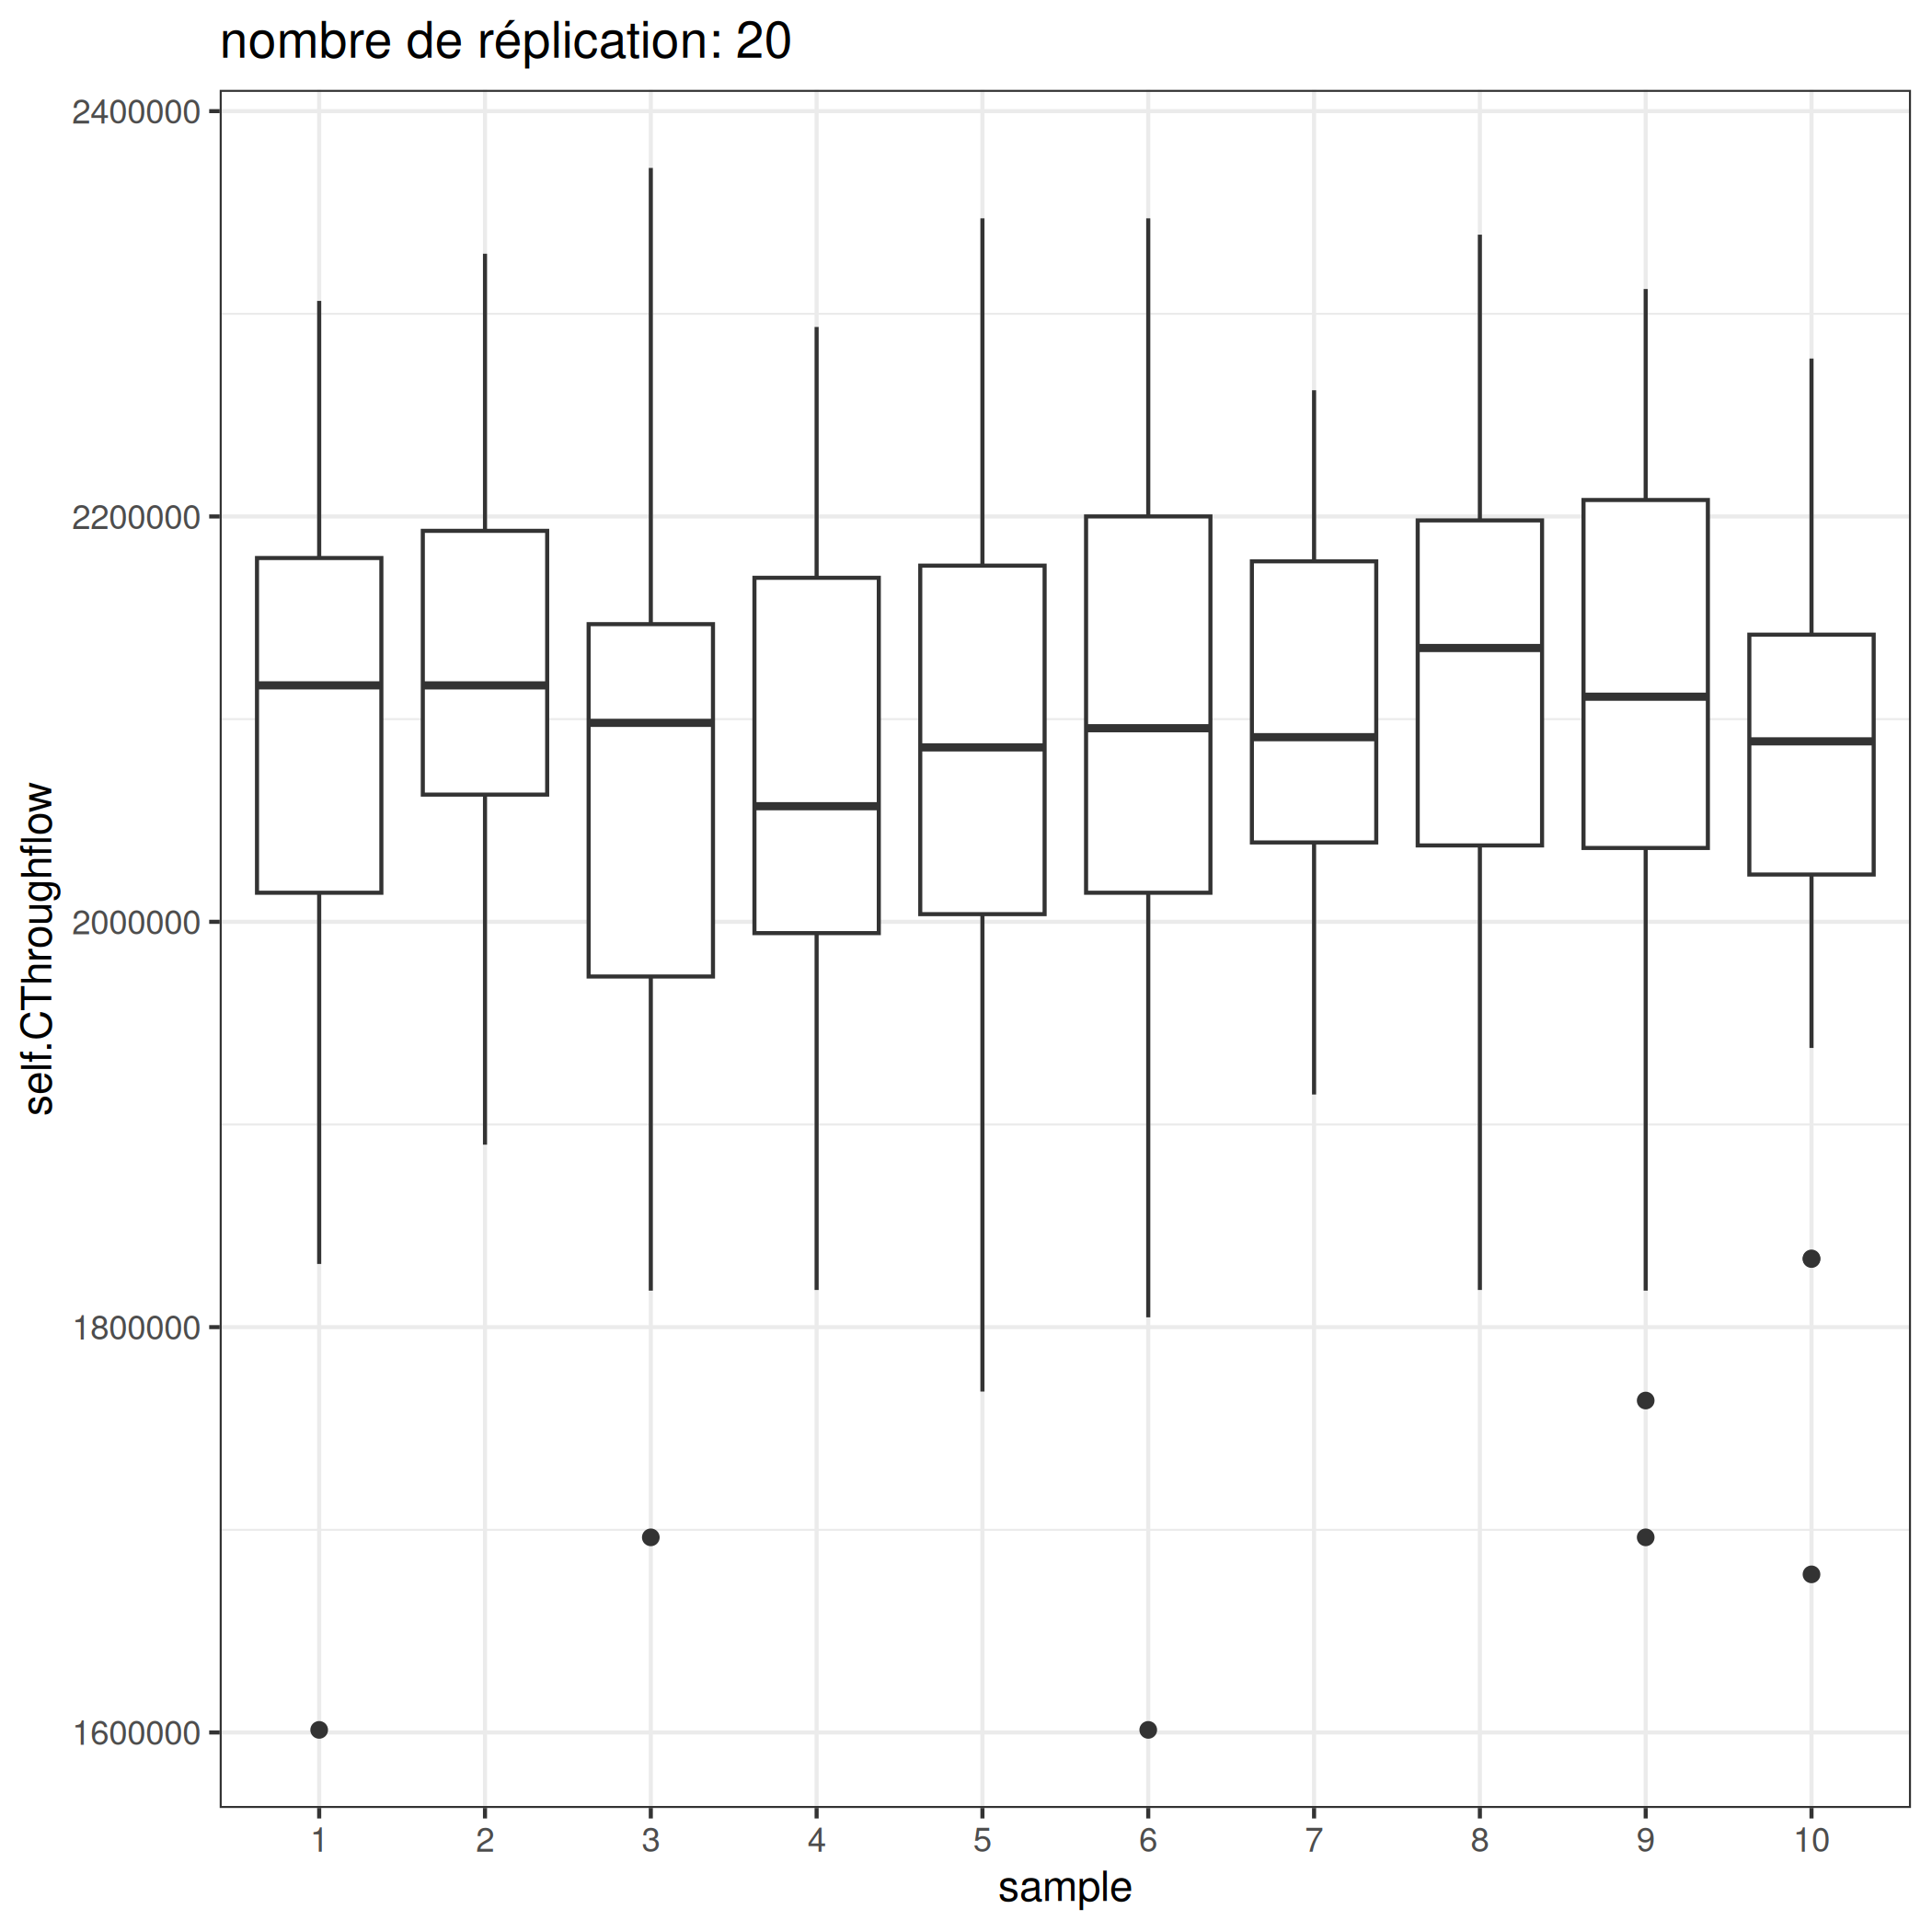 nombre de réplication: 20
2400000
2200000
2000000
1800000
1600000
self.CThroughflow
1 2 3 4 5 6 7 8 9 10
sample